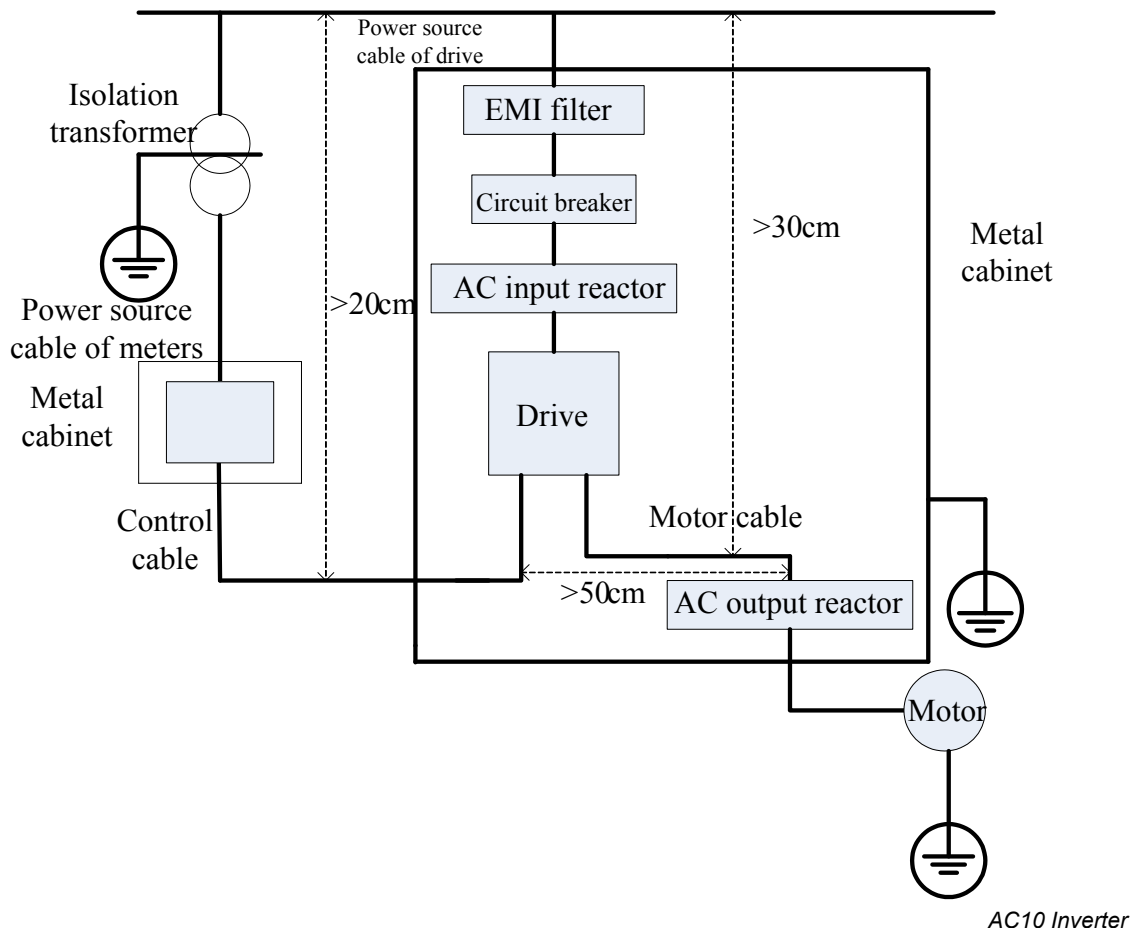 Power source
cable of drive
Isolation
transformer
EMI filter
Circuit breaker
>30cm
Metal
cabinet
AC input reactor
>20cm
Power source
cable of meters
Metal
cabinet
Drive
Control
cable
Motor cable
>50cm
AC output reactor
Motor
AC10 Inverter